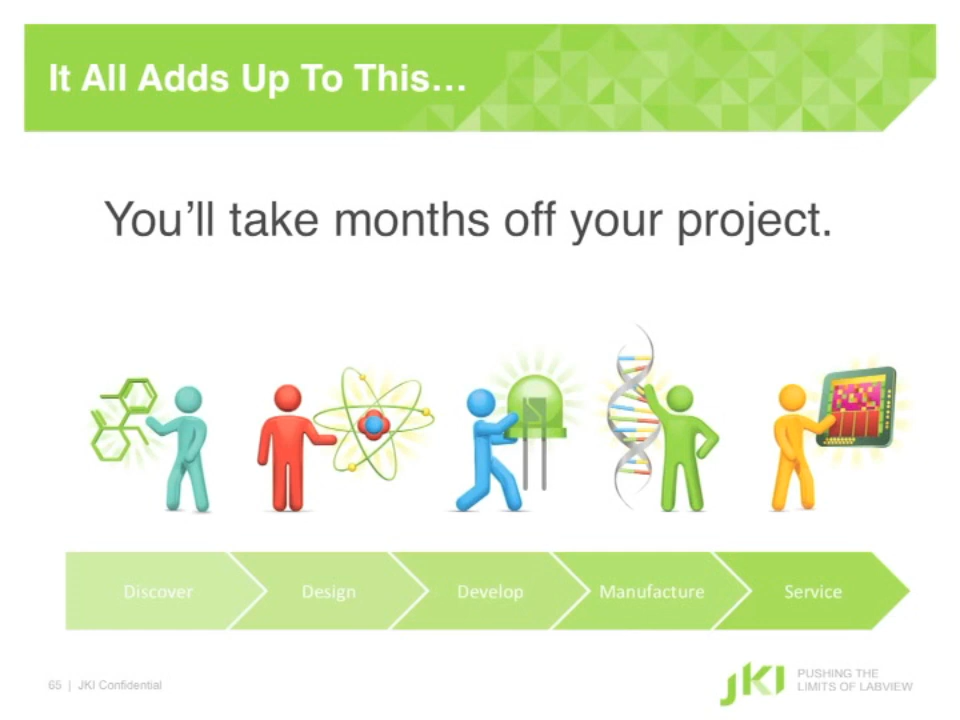 It All Adds Up To This…
You’ll take months off your project.
Discover
Design
Develop
Manufacture
Service
65 | JKI Confidential
JKI
PUSHING THE
LIMITS OF LABVIEW